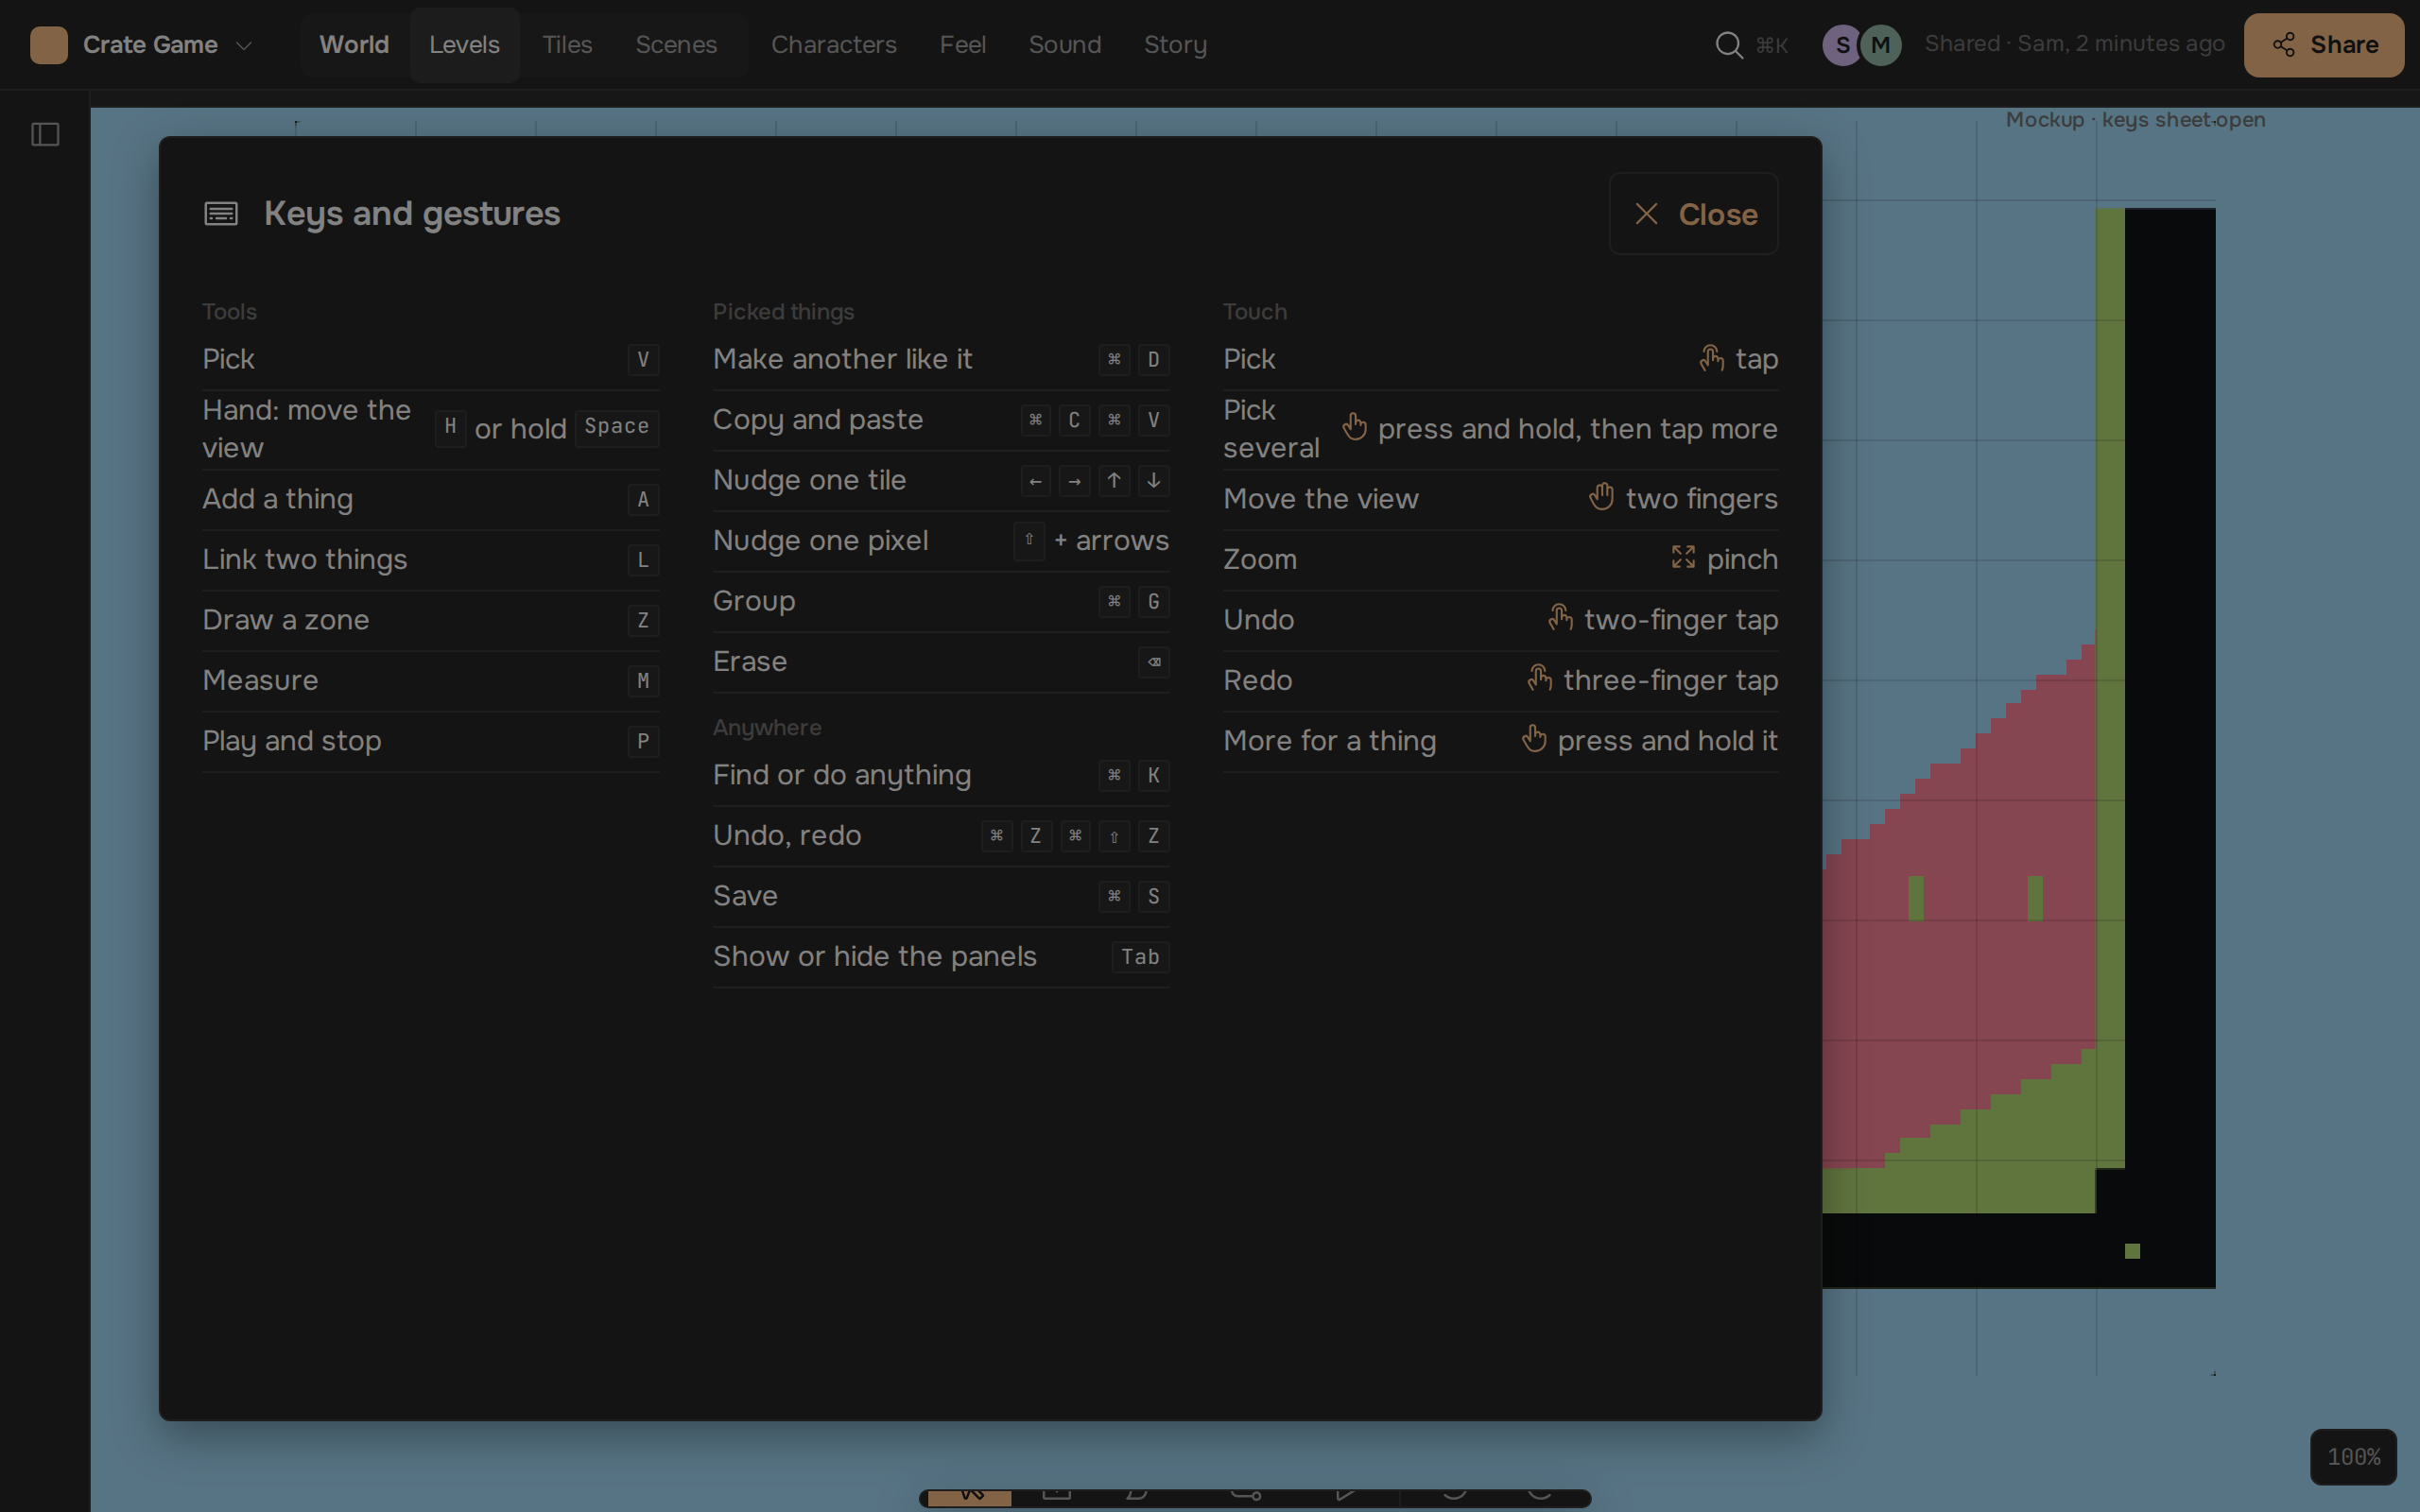 Crate Game World Levels Tiles Scenes Characters Feel Sound Story ⌘K S M Shared · Sam, 2 minutes ago Share
Mockup · keys sheet open
Keys and gestures
Close
Tools
Pick V
Hand: move the view H or hold Space
Add a thing A
Link two things L
Draw a zone Z
Measure M
Play and stop P
Picked things
Make another like it ⌘ D
Copy and paste ⌘ C ⌘ V
Nudge one tile ← → ↑ ↓
Nudge one pixel ⇧ + arrows
Group ⌘ G
Erase ⌫
Anywhere
Find or do anything ⌘ K
Undo, redo ⌘ Z ⌘ ⇧ Z
Save ⌘ S
Show or hide the panels Tab
Touch
Pick tap
Pick several press and hold, then tap more
Move the view two fingers
Zoom pinch
Undo two-finger tap
Redo three-finger tap
More for a thing press and hold it
100%